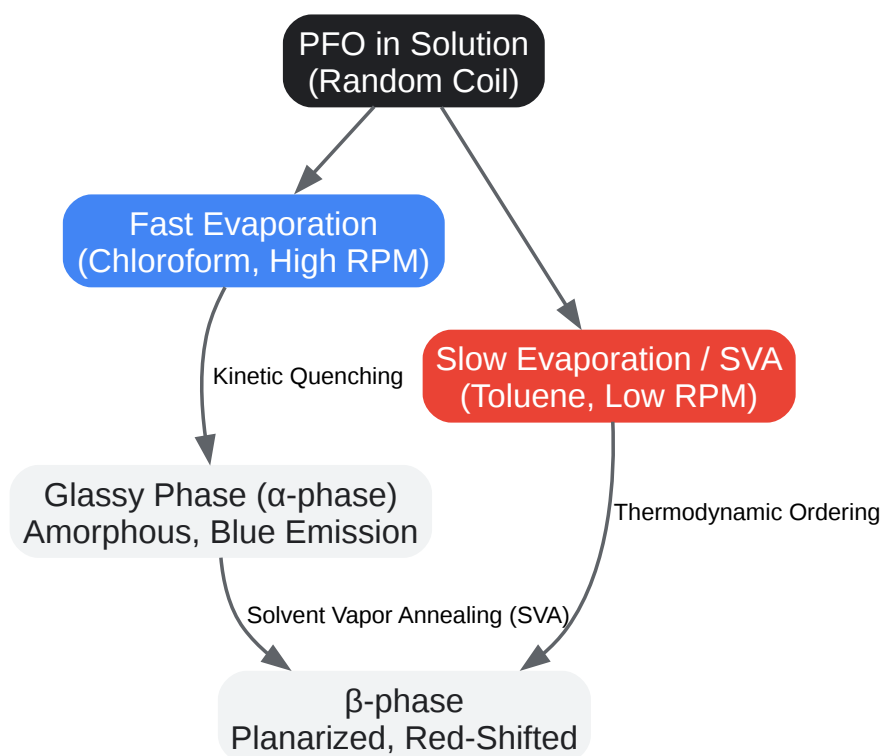 PFO in Solution
(Random Coil)
Fast Evaporation
(Chloroform, High RPM)
Slow Evaporation / SVA
(Toluene, Low RPM)
Kinetic Quenching
Glassy Phase (α-phase)
Amorphous, Blue Emission
Thermodynamic Ordering
Solvent Vapor Annealing (SVA)
β-phase
Planarized, Red-Shifted